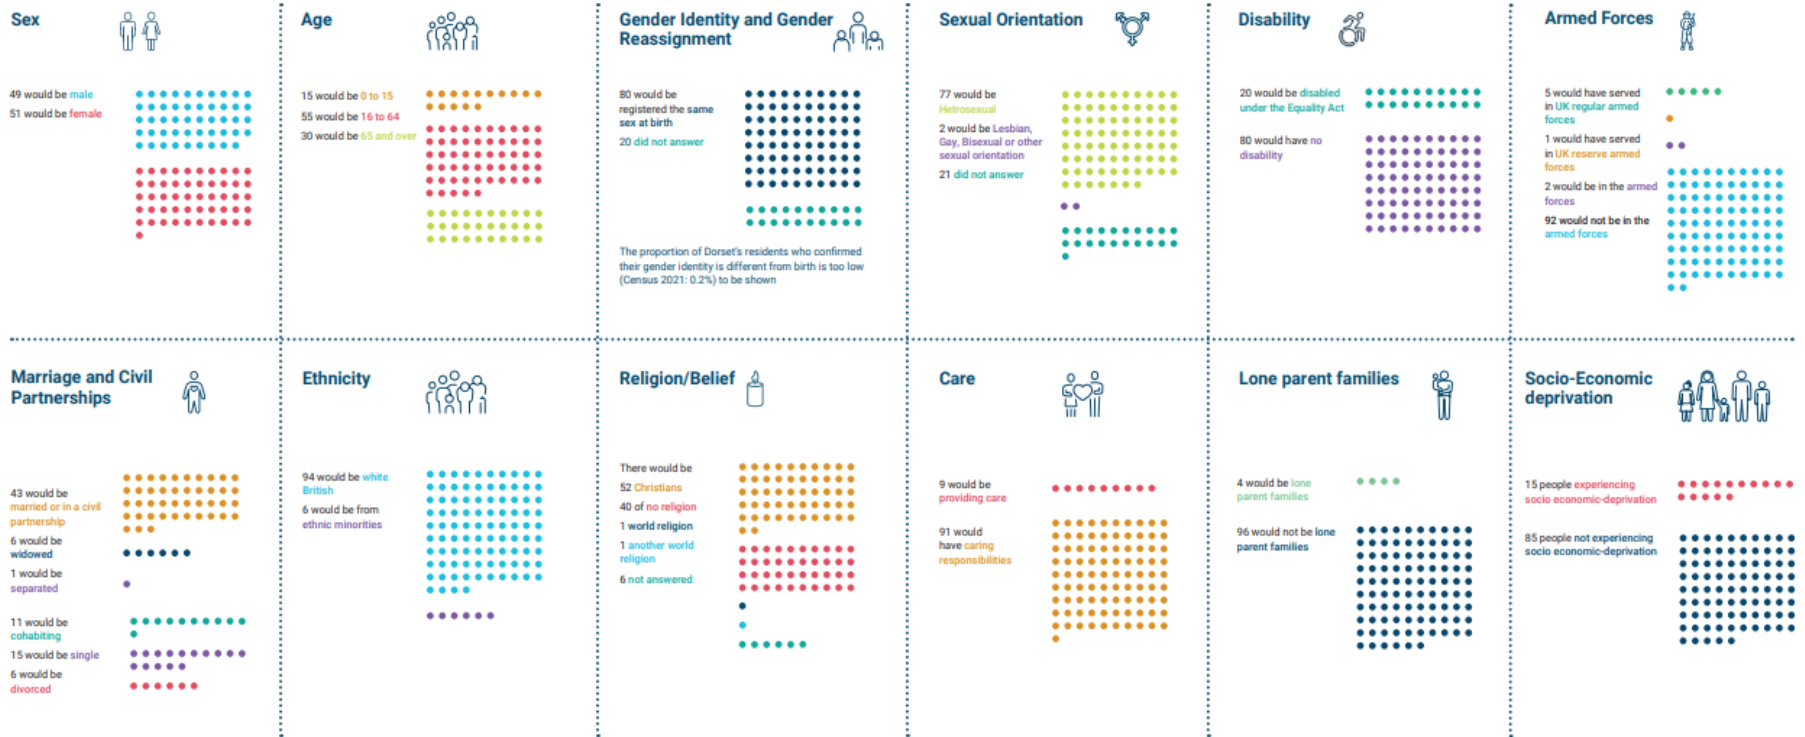 Sex
49 would be male
51 would be female
Age
15 would be 0 to 15
55 would be 16 to 64
30 would be 65 and over
Gender Identity and Gender
Reassignment
80 would be
registered the same
sex at birth
20 did not answer
The proportion of Dorset's residents who confirmed
their gender identity is different from birth is too low
(Census 2021: 0.2%) to be shown
Sexual Orientation
77 would be
Hetrosexual
2 would be Lesbian,
Gay, Bisexual or other
sexual orientation
21 did not answer
Disability
20 would be disabled
under the Equality Act
80 would have no
disability
Armed Forces
5 would have served
in UK regular armed
forces
1 would have served
in UK reserve armed
forces
2 would be in the armed
forces
92 would not be in the
armed forces
Marriage and Civil
Partnerships
43 would be
married or in a civil
partnership
6 would be
widowed
1 would be
separated
11 would be
cohabiting
15 would be single
6 would be
divorced
Ethnicity
94 would be white
British
6 would be from
ethnic minorities
Religion/Belief
There would be
52 Christians
40 of no religion
1 world religion
1 another world
religion
6 not answered
Care
9 would be
providing care
91 would
have caring
responsibilities
Lone parent families
4 would be lone
parent families
96 would not be lone
parent families
Socio-Economic
deprivation
15 people experiencing
socio economic-deprivation
85 people not experiencing
socio economic-deprivation